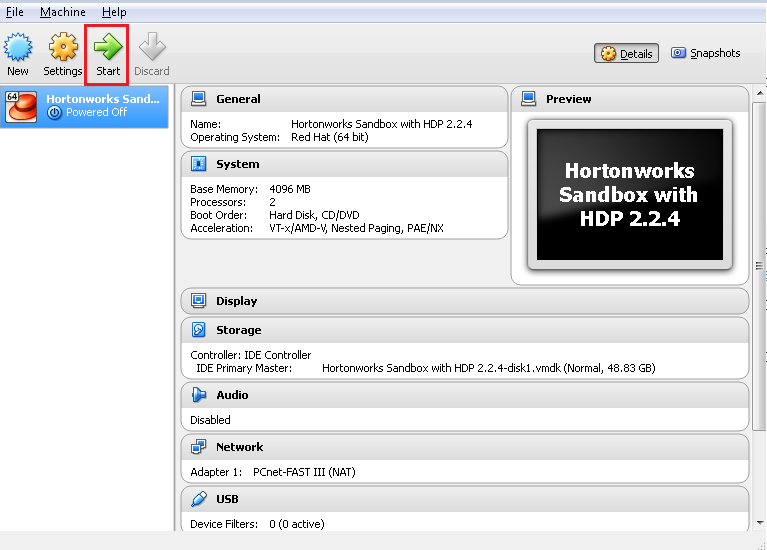 File Machine Help
New Settings Start Discard
Details Snapshots
64
Hortonworks Sand...
Powered Off
General
Name: Hortonworks Sandbox with HDP 2.2.4
Operating System: Red Hat (64 bit)
System
Base Memory: 4096 MB
Processors: 2
Boot Order: Hard Disk, CD/DVD
Acceleration: VT-x/AMD-V, Nested Paging, PAE/NX
Preview
Hortonworks
Sandbox with
HDP 2.2.4
Display
Storage
Controller: IDE Controller
IDE Primary Master: Hortonworks Sandbox with HDP 2.2.4-disk1.vmdk (Normal, 48.83 GB)
Audio
Disabled
Network
Adapter 1: PCnet-FAST III (NAT)
USB
Device Filters: 0 (0 active)